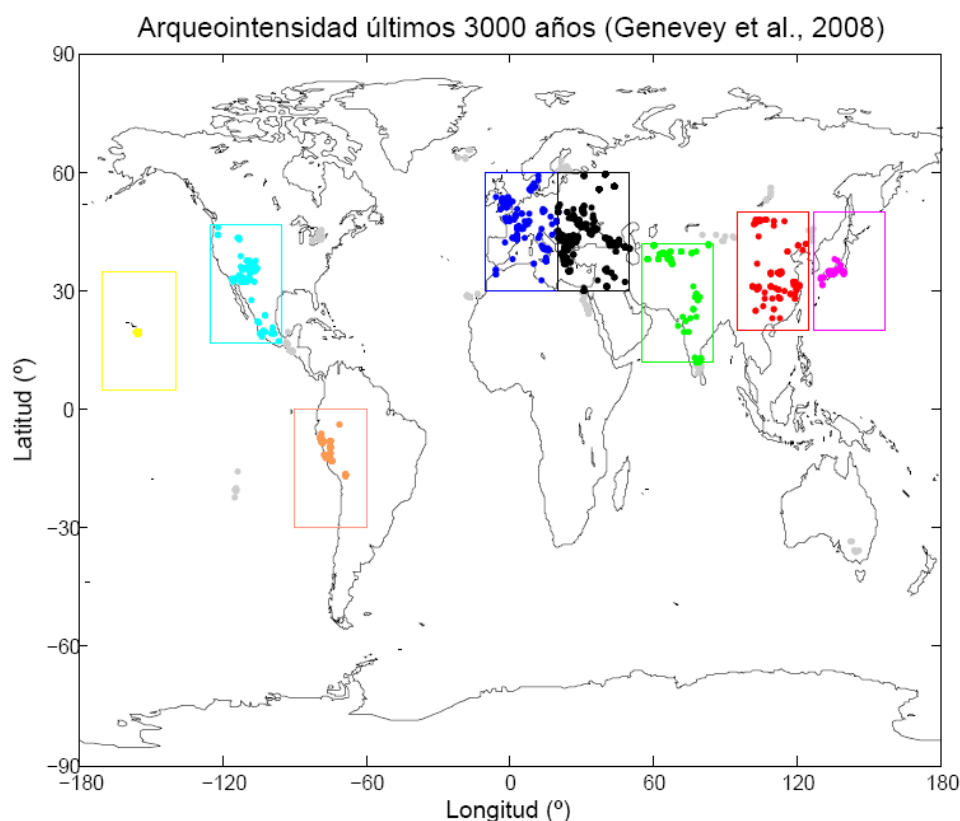 Arqueointensidad últimos 3000 años (Genevey et al., 2008)
90
60
30
0
−30
−60
−90
Latitud (º)
−180 −120 −60 0 60 120 180
Longitud (º)